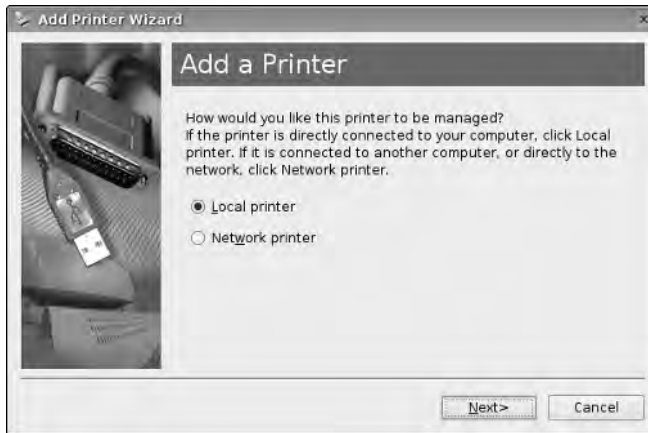 Add Printer Wizard
Add a Printer
How would you like this printer to be managed?
If the printer is directly connected to your computer, click Local
printer. If it is connected to another computer, or directly to the
network, click Network printer.
Local printer
Network printer
Next>
Cancel